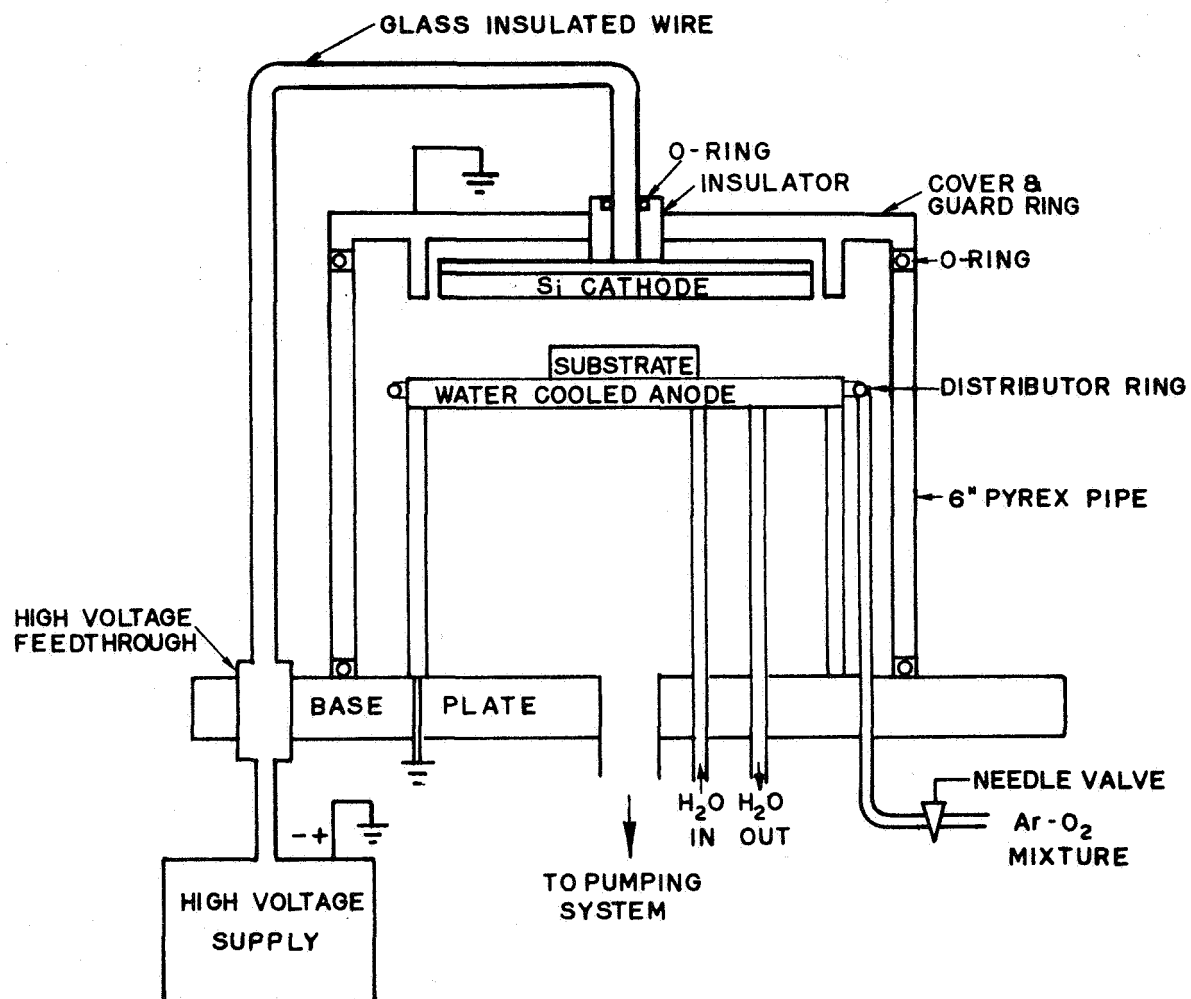 GLASS INSULATED WIRE
O-RING
INSULATOR
COVER &
GUARD RING
O-RING
Si CATHODE
SUBSTRATE
WATER COOLED ANODE
DISTRIBUTOR RING
6" PYREX PIPE
HIGH VOLTAGE
FEEDTHROUGH
BASE PLATE
NEEDLE VALVE
H₂O
IN
H₂O
OUT
Ar-O₂
MIXTURE
-+
TO PUMPING
SYSTEM
HIGH VOLTAGE
SUPPLY